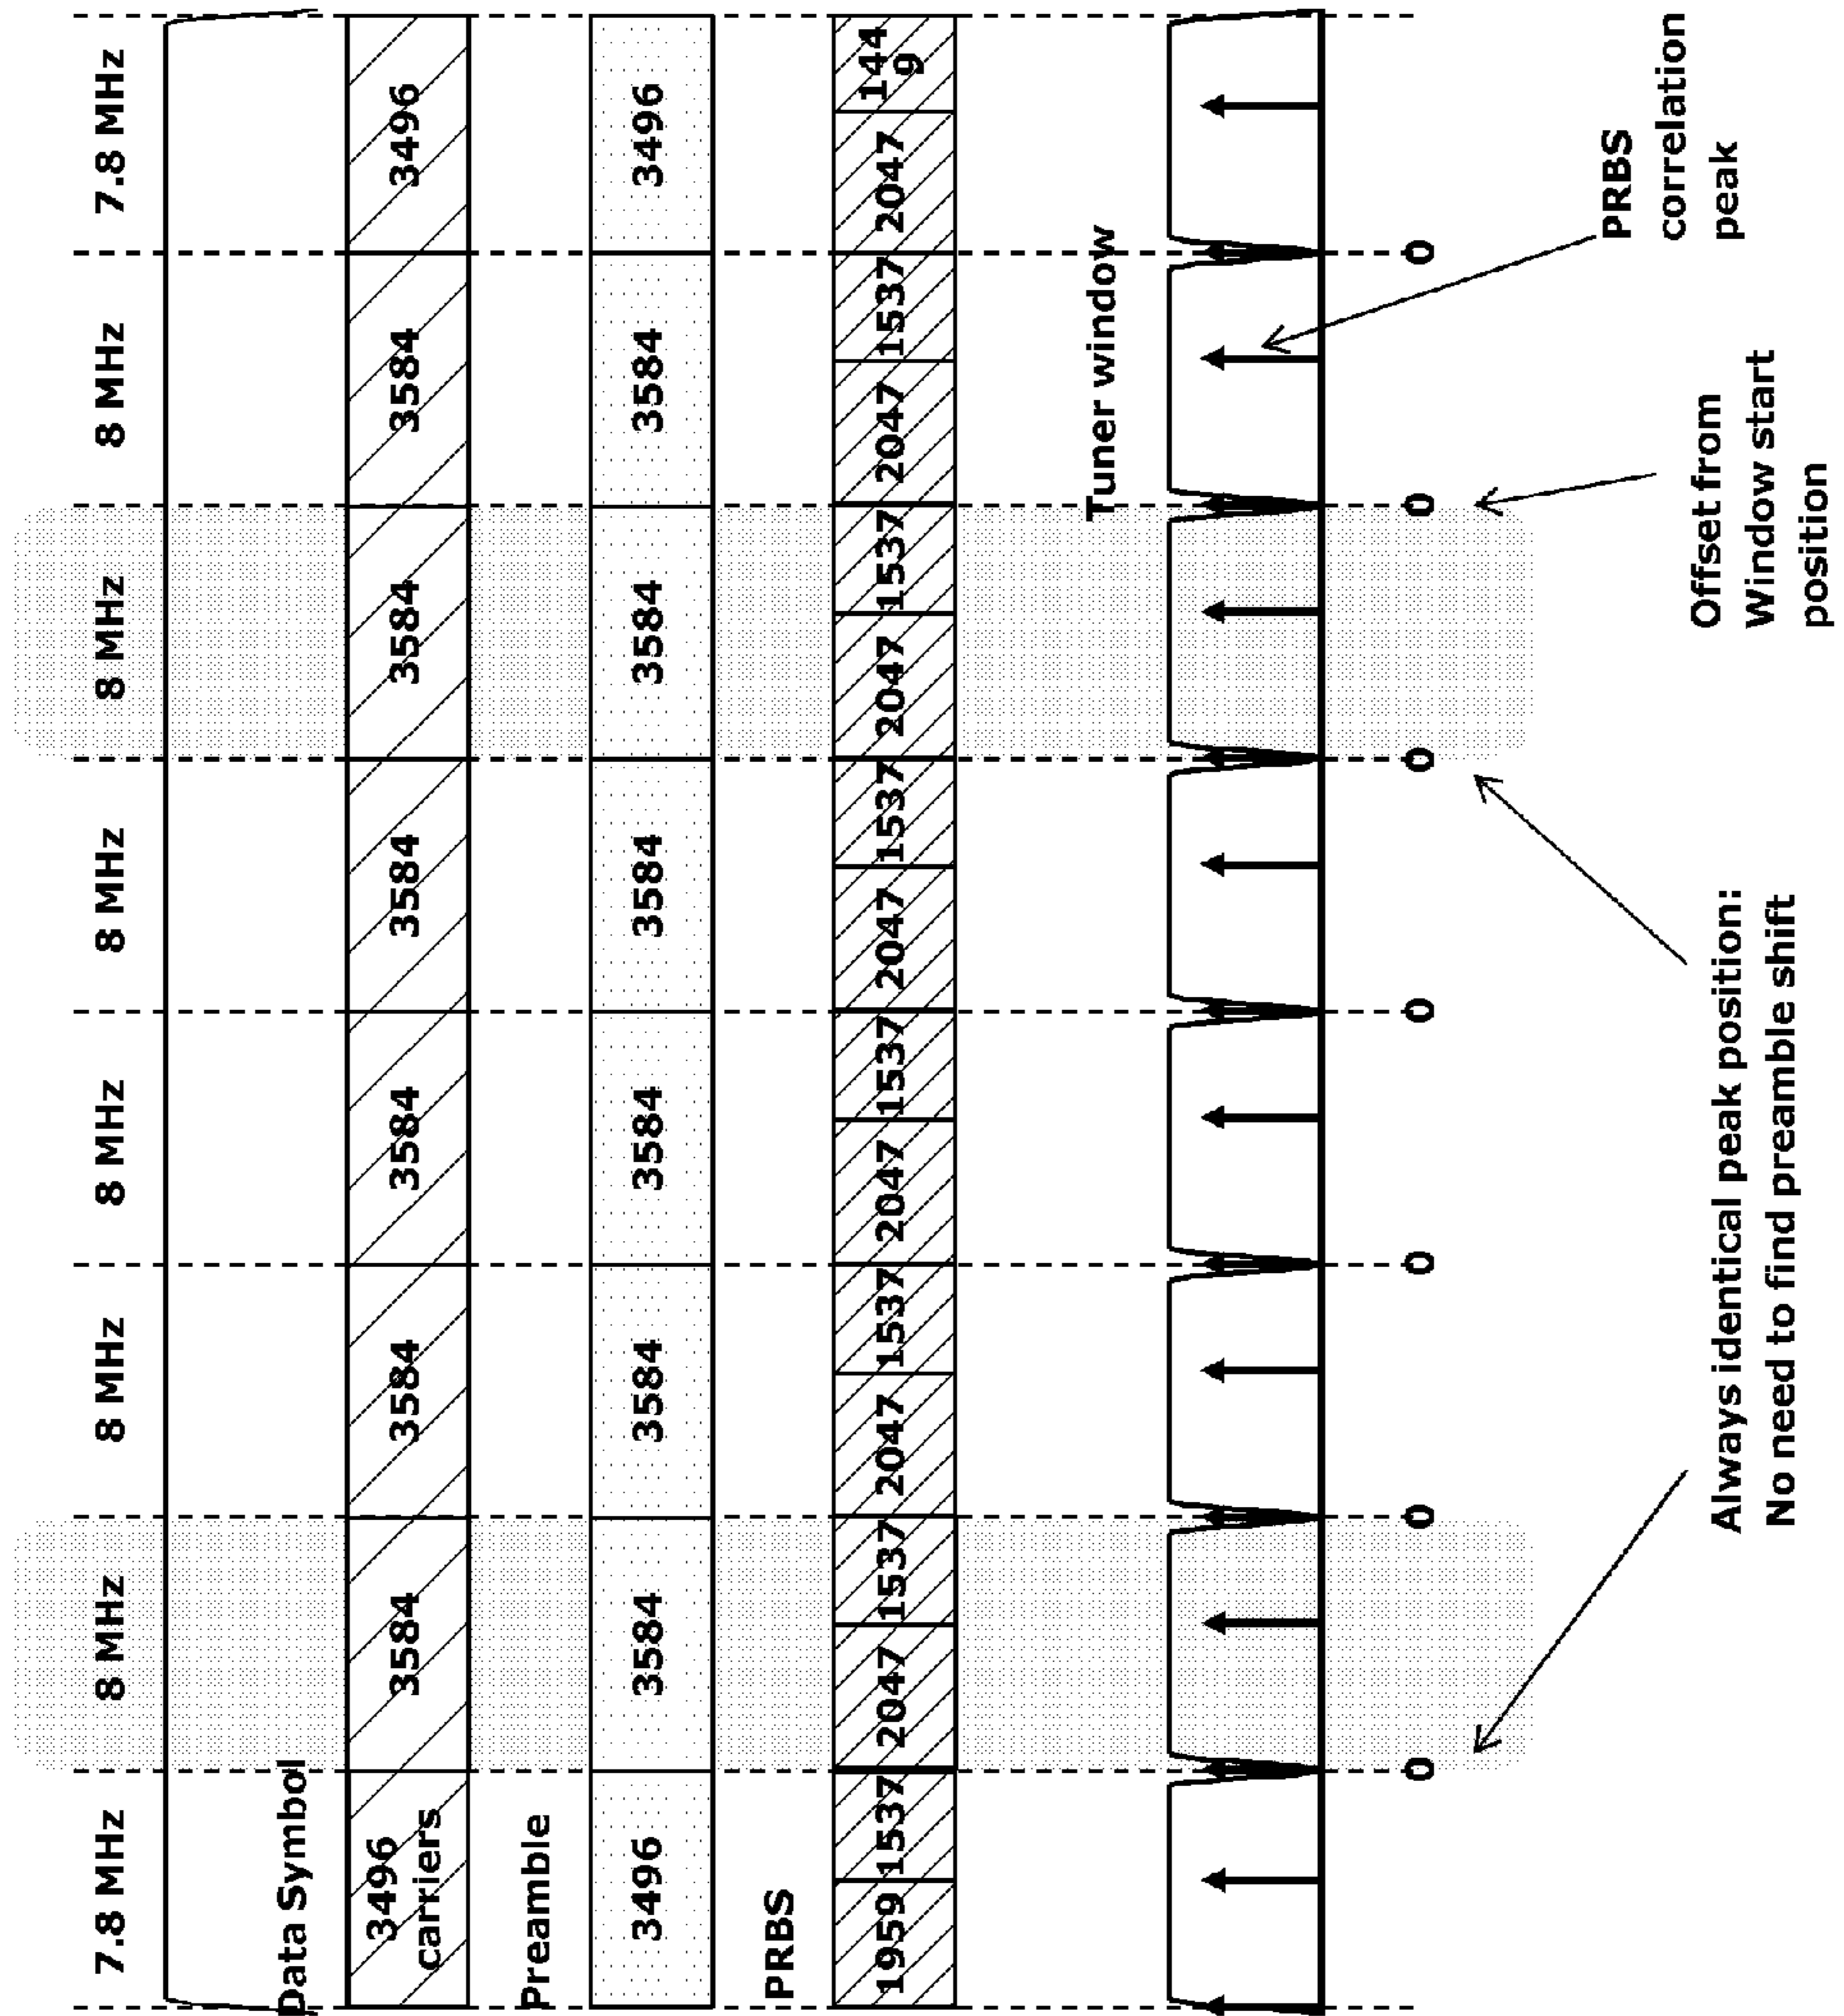 7.8 MHz 8 MHz 8 MHz 8 MHz 8 MHz 8 MHz 8 MHz 7.8 MHz
Data Symbol
3496 3584 3584 3584 3584 3584 3584 3496
carriers
Preamble
3496 3584 3584 3584 3584 3584 3584 3496
PRBS
1959 1537 2047 1537 2047 1537 2047 1537 2047 1537 2047 1537 2047 1537 2047 144
9
Tuner window
0 0 0 0 0 0 0
PRBS
correlation
peak
Offset from
Window start
position
Always identical peak position:
No need to find preamble shift